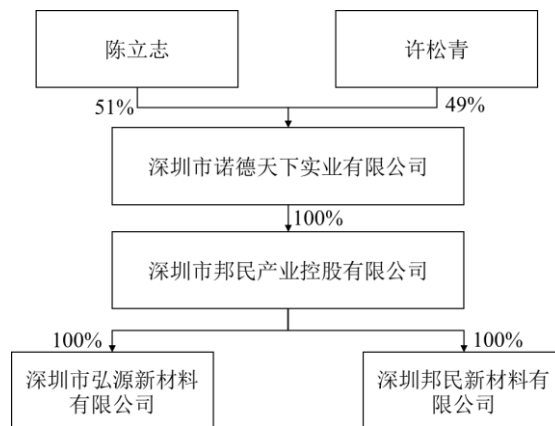 陈立志
许松青
51%
49%
深圳市诺德天下实业有限公司
100%
深圳市邦民产业控股有限公司
100%
100%
深圳市弘源新材料
有限公司
深圳邦民新材料有
限公司